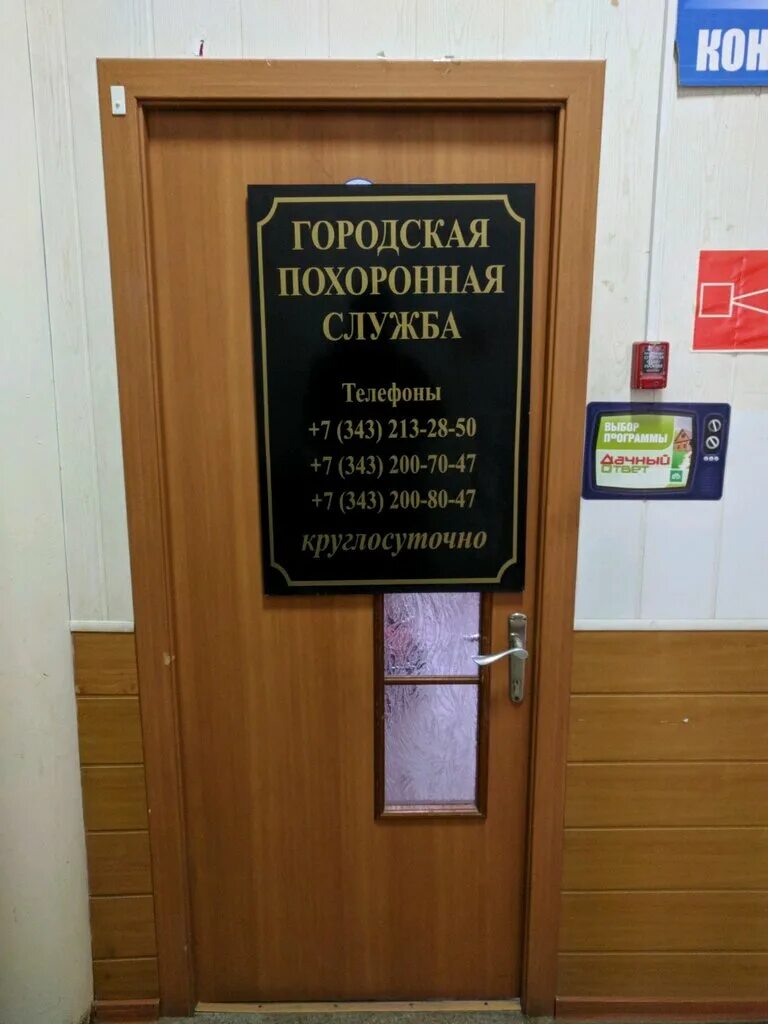 КОН
ГОРОДСКАЯ
ПОХОРОННАЯ
СЛУЖБА
Телефоны
+7 (343) 213-28-50
+7 (343) 200-70-47
+7 (343) 200-80-47
круглосуточно
ВЫБОР
ПРОГРАММЫ
Дачный
Ответ